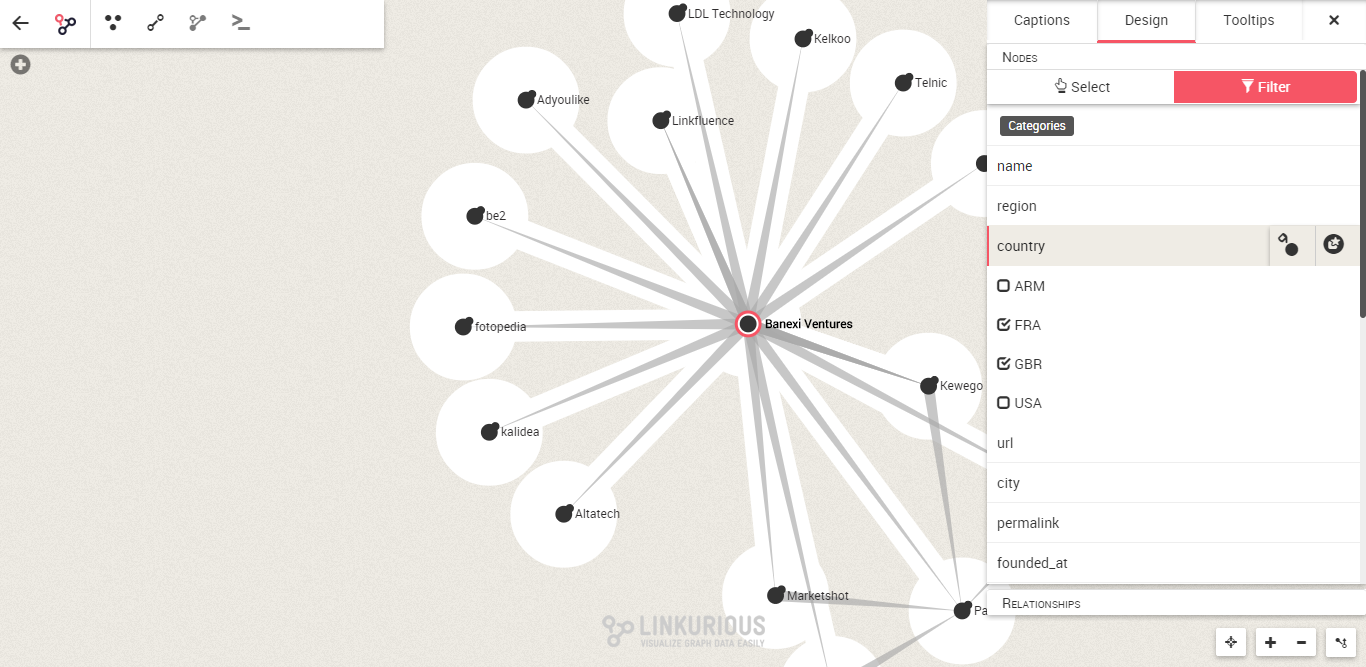 LDL Technology
Kelkoo
Telnic
Adyoulike
Linkfluence
be2
Banexi Ventures
fotopedia
Kewego
kalidea
Altatech
Marketshot
Pa
LINKURIOUS
VISUALIZE GRAPH DATA EASILY
Captions Design Tooltips
Nodes
Select Filter
Categories
name
region
country
ARM
FRA
GBR
USA
url
city
permalink
founded_at
Relationships